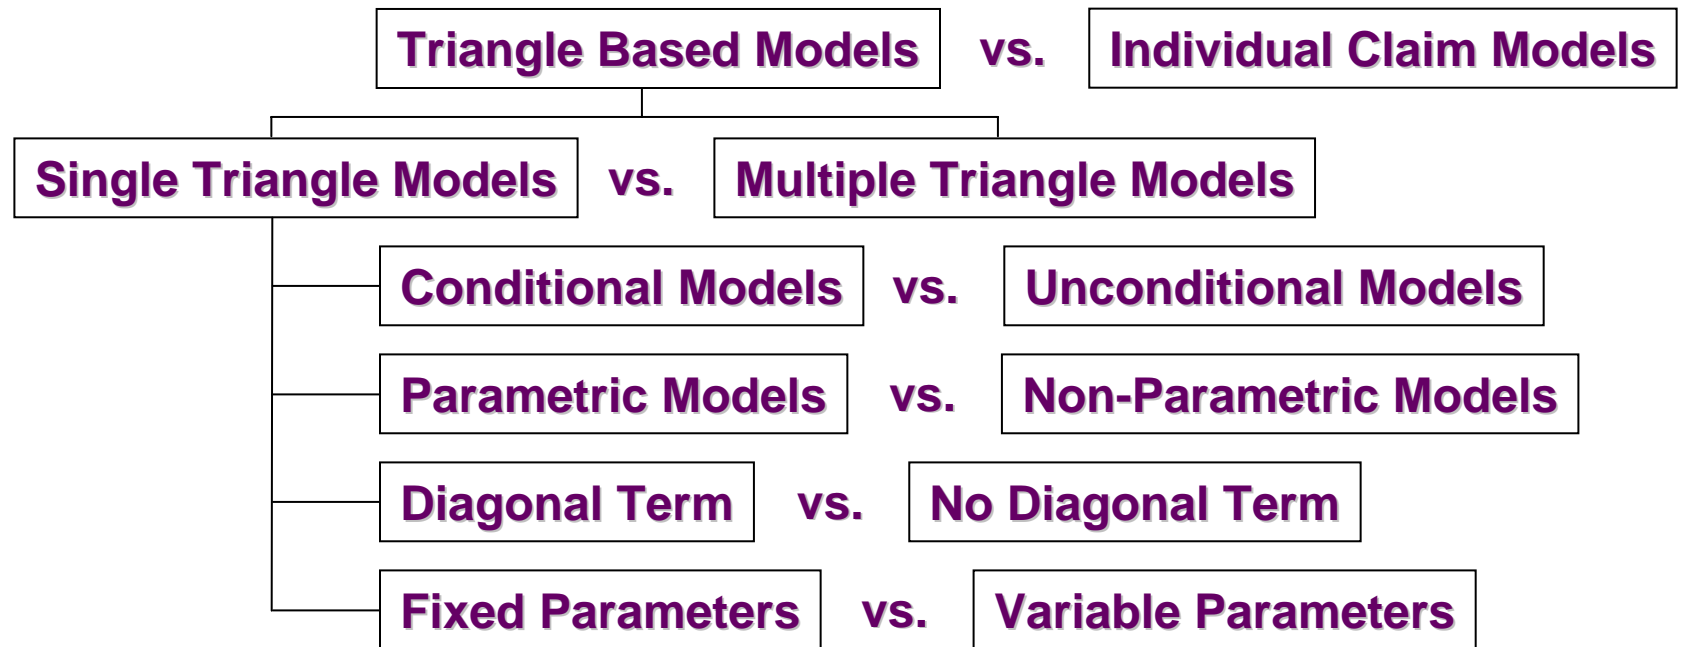 Triangle Based Models vs. Individual Claim Models
Single Triangle Models vs. Multiple Triangle Models
Conditional Models vs. Unconditional Models
Parametric Models vs. Non-Parametric Models
Diagonal Term vs. No Diagonal Term
Fixed Parameters vs. Variable Parameters